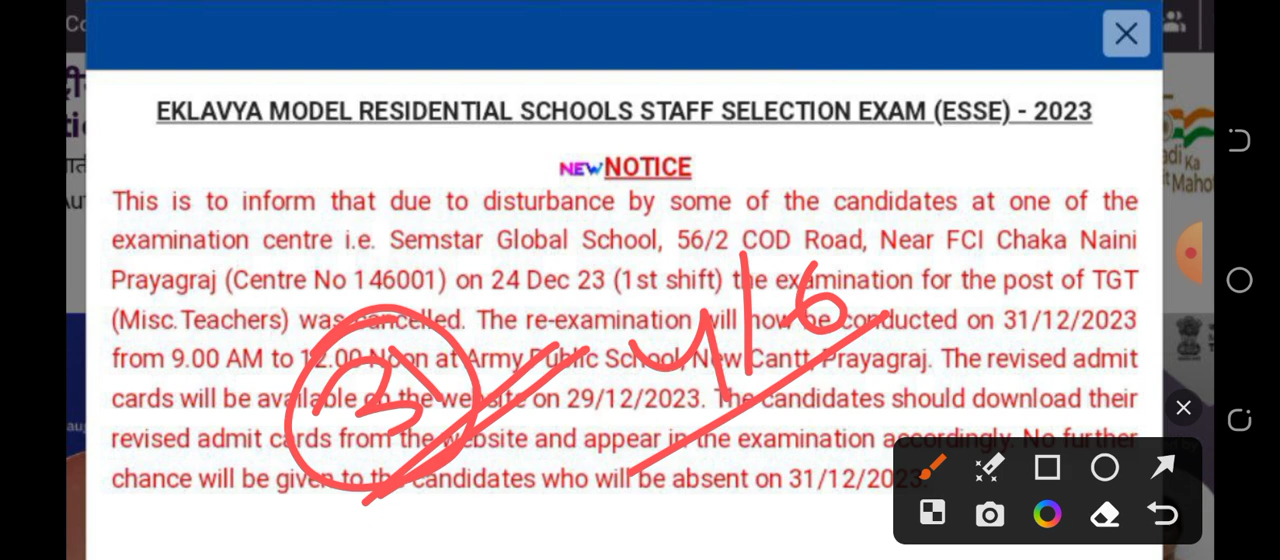 EKLAVYA MODEL RESIDENTIAL SCHOOLS STAFF SELECTION EXAM (ESSE) - 2023
NEW NOTICE
This is to inform that due to disturbance by some of the candidates at one of the
examination centre i.e. Semstar Global School, 56/2 COD Road, Near FCI Chaka Naini
Prayagraj (Centre No 146001) on 24 Dec 23 (1st shift) the examination for the post of TGT
(Misc.Teachers) was cancelled. The re-examination will now be conducted on 31/12/2023
from 9.00 AM to 12.00 Noon at Army Public School, New Cantt, Prayagraj. The revised admit
cards will be available on the website on 29/12/2023. The candidates should download their
revised admit cards from the website and appear in the examination accordingly. No further
chance will be given to the candidates who will be absent on 31/12/2023.